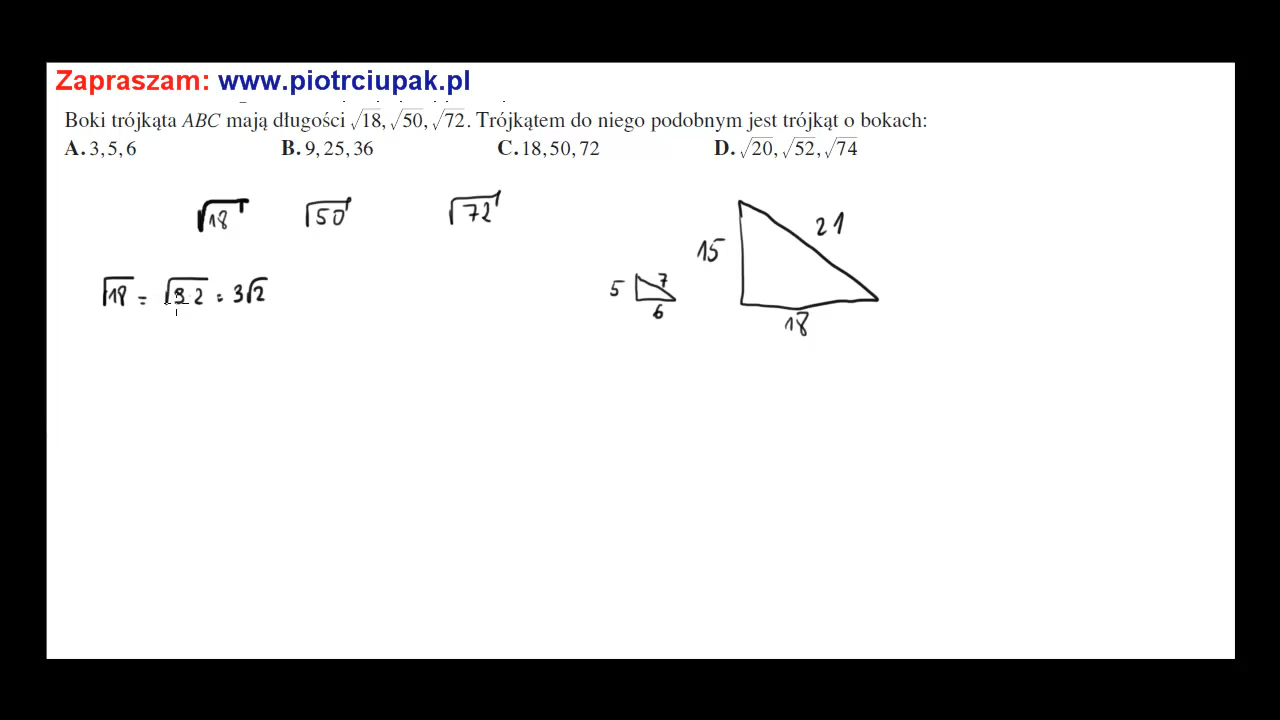 Zapraszam: www.piotrciupak.pl
Boki trójkąta ABC mają długości √18, √50, √72. Trójkątem do niego podobnym jest trójkąt o bokach:
A. 3, 5, 6 B. 9, 25, 36 C. 18, 50, 72 D. √20, √52, √74
√18 √50 √72
15 21 18
5 7 6
√18 = √9·2 = 3√2